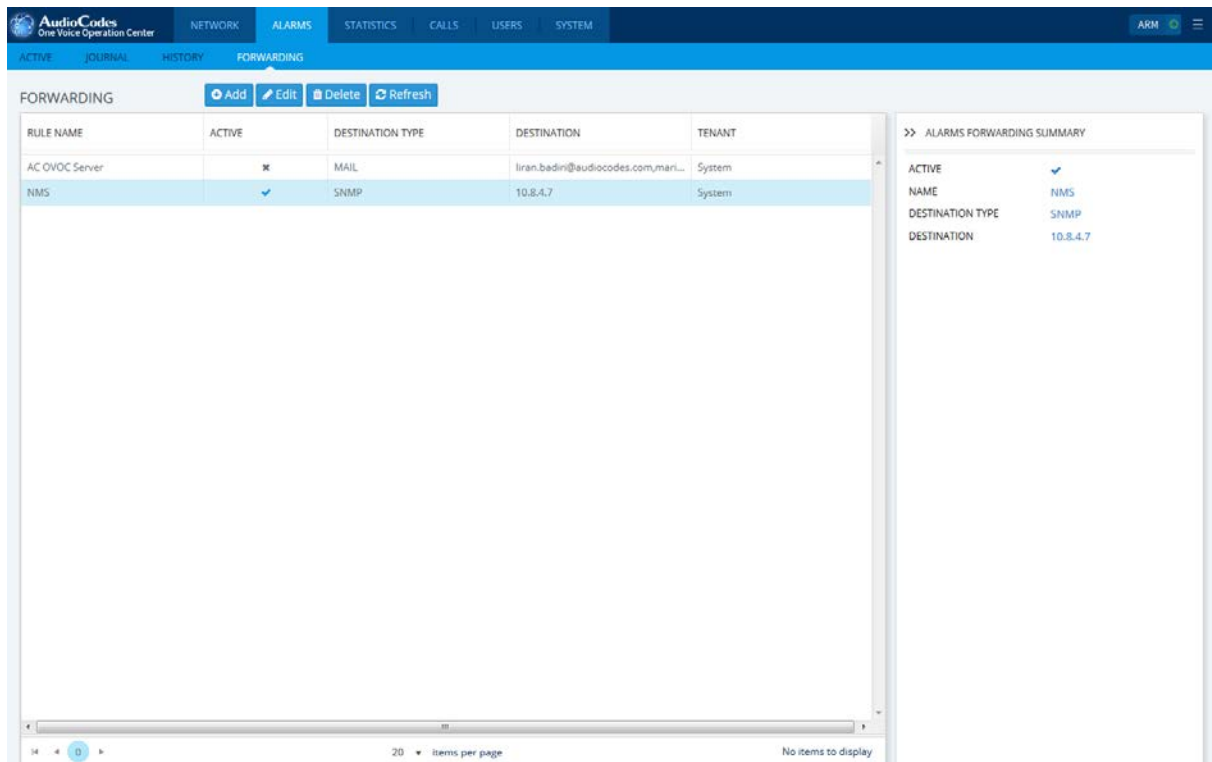 AudioCodes
One Voice Operation Center
NETWORK ALARMS STATISTICS CALLS USERS SYSTEM
ARM
ACTIVE JOURNAL HISTORY FORWARDING
FORWARDING
Add Edit Delete Refresh
RULE NAME ACTIVE DESTINATION TYPE DESTINATION TENANT
AC OVOC Server MAIL liran.badiri@audiocodes.com,mari... System
NMS SNMP 10.8.4.7 System
>> ALARMS FORWARDING SUMMARY
ACTIVE
NAME NMS
DESTINATION TYPE SNMP
DESTINATION 10.8.4.7
0 20 items per page No items to display